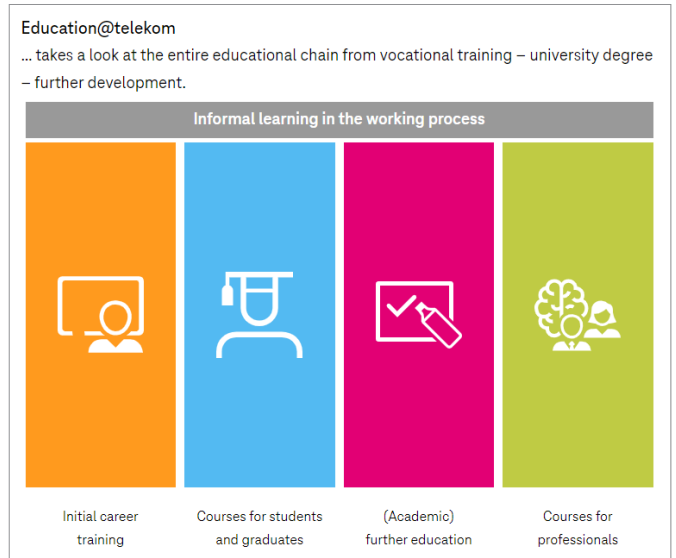 Education@telekom
... takes a look at the entire educational chain from vocational training – university degree
– further development.
Informal learning in the working process
Initial career
training
Courses for students
and graduates
(Academic)
further education
Courses for
professionals